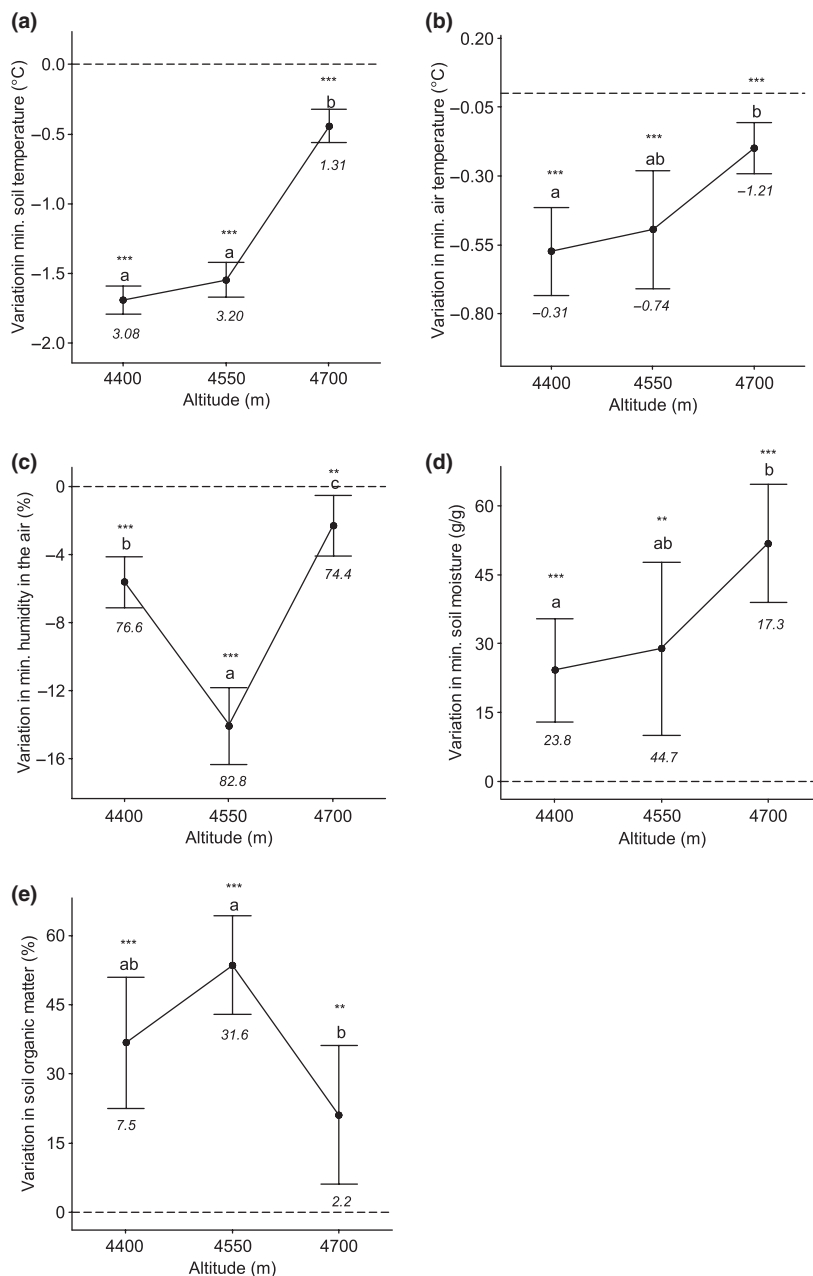 (a)
Variationin min. soil temperature (°C)
0.0
–0.5
–1.0
–1.5
–2.0
***
a
3.08
***
a
3.20
***
b
1.31
4400 4550 4700
Altitude (m)
(b)
Variation in min. air temperature (°C)
0.20
–0.05
–0.30
–0.55
–0.80
***
a
–0.31
***
ab
–0.74
***
b
–1.21
4400 4550 4700
Altitude (m)
(c)
Variation in min. humidity in the air (%)
0
–4
–8
–12
–16
***
b
76.6
***
a
82.8
**
c
74.4
4400 4550 4700
Altitude (m)
(d)
Variation in min. soil moisture (g/g)
60
45
30
15
0
***
a
23.8
**
ab
44.7
***
b
17.3
4400 4550 4700
Altitude (m)
(e)
Variation in soil organic matter (%)
60
45
30
15
0
***
ab
7.5
***
a
31.6
**
b
2.2
4400 4550 4700
Altitude (m)